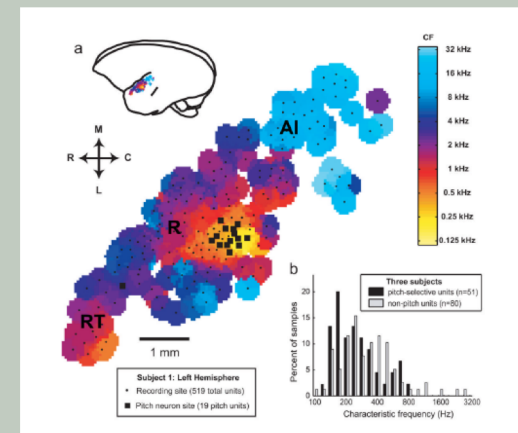 a
CF
32 kHz
16 kHz
8 kHz
4 kHz
2 kHz
1 kHz
0.5 kHz
0.25 kHz
0.125 kHz
M
R
C
L
AI
R
RT
1 mm
Subject 1: Left Hemisphere
Recording site (519 total units)
Pitch neuron site (19 pitch units)
b
Three subjects
pitch-selective units (n=51)
non-pitch units (n=60)
Percent of samples
20
15
10
5
0
100 200 400 800 1600 3200
Characteristic frequency (Hz)